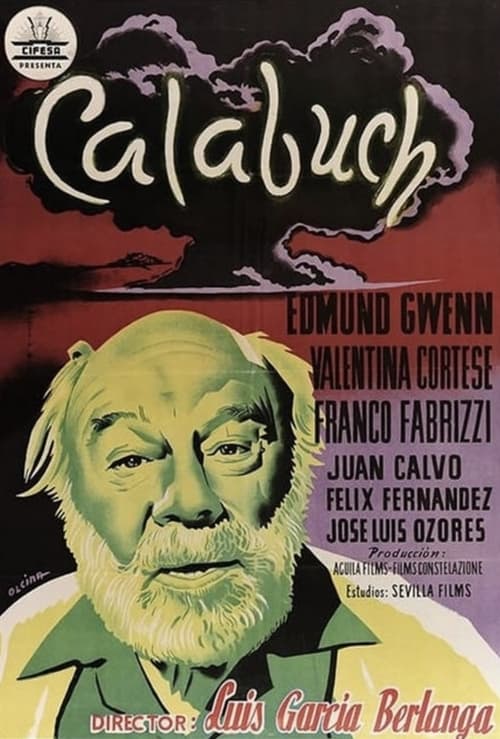 CIFESA
PRESENTA
Calabuch
EDMUND GWENN
VALENTINA CORTESE
FRANCO FABRIZZI
JUAN CALVO
FELIX FERNANDEZ
JOSE LUIS OZORES
Producción:
AGUILA FILMS-FILMS CONSTELAZIONE
Estudios: SEVILLA FILMS
OLCINA
DIRECTOR: Luis García Berlanga